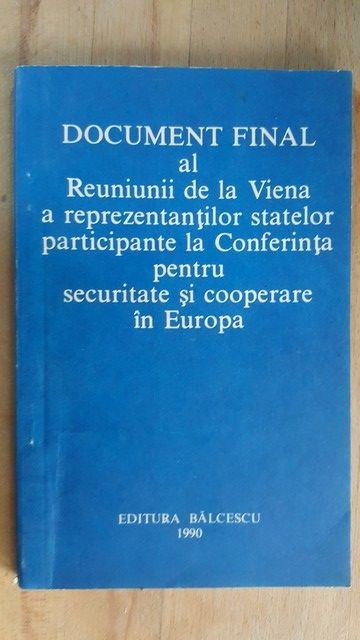 DOCUMENT FINAL
al
Reuniunii de la Viena
a reprezentanţilor statelor
participante la Conferinţa
pentru
securitate şi cooperare
în Europa
EDITURA BĂLCESCU
1990